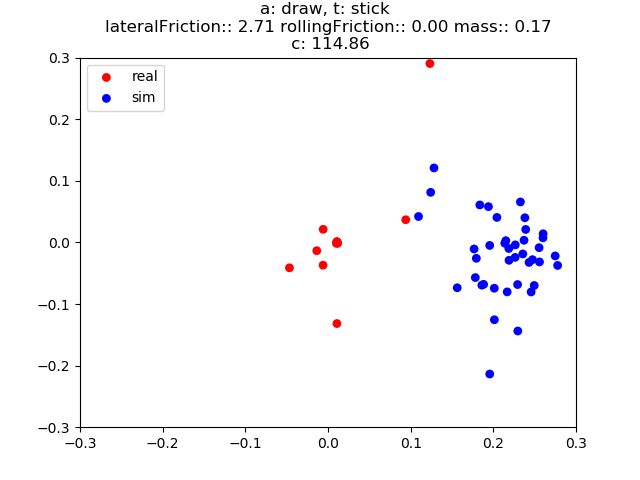 a: draw, t: stick
lateralFriction:: 2.71 rollingFriction:: 0.00 mass:: 0.17
c: 114.86
real
sim
0.3
0.2
0.1
0.0
−0.1
−0.2
−0.3
−0.3
−0.2
−0.1
0.0
0.1
0.2
0.3